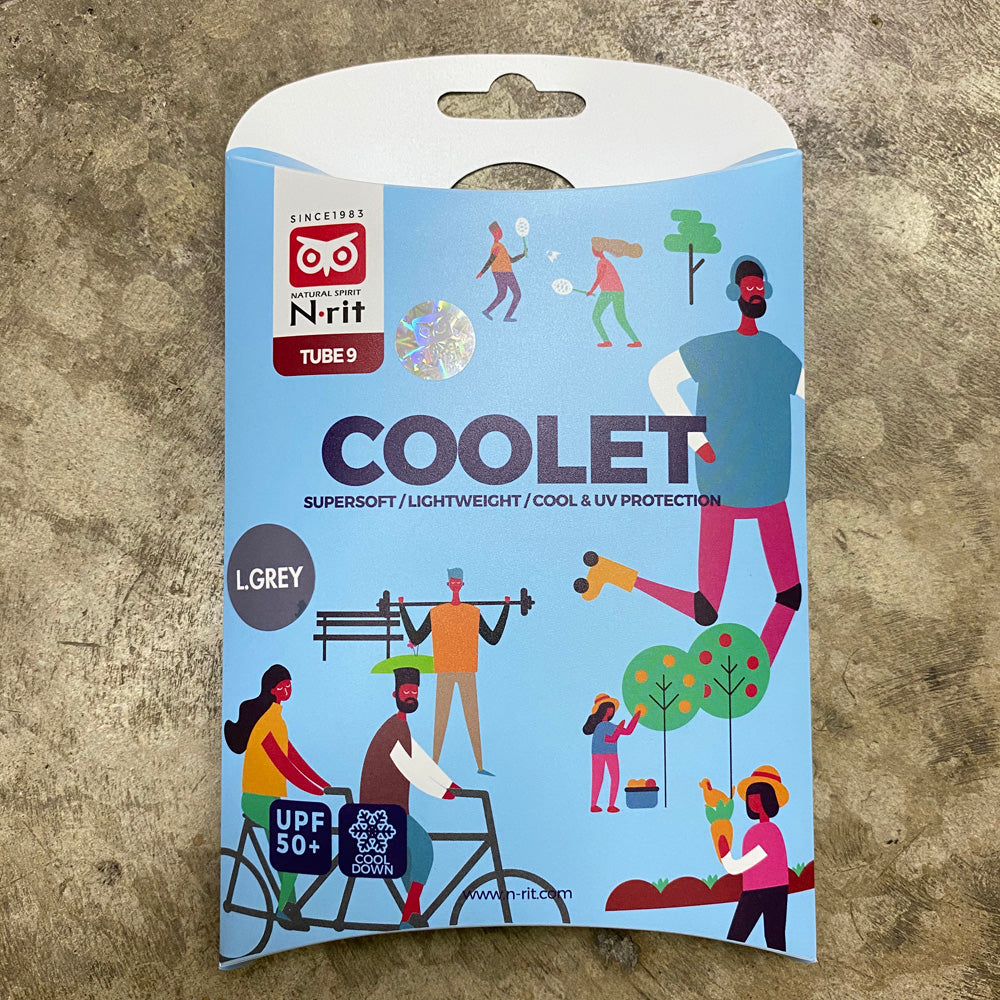 SINCE1983
NATURAL SPIRIT
N·rit
TUBE 9
COOLET
SUPERSOFT / LIGHTWEIGHT / COOL & UV PROTECTION
L.GREY
UPF
50+
COOL
DOWN
www.n-rit.com